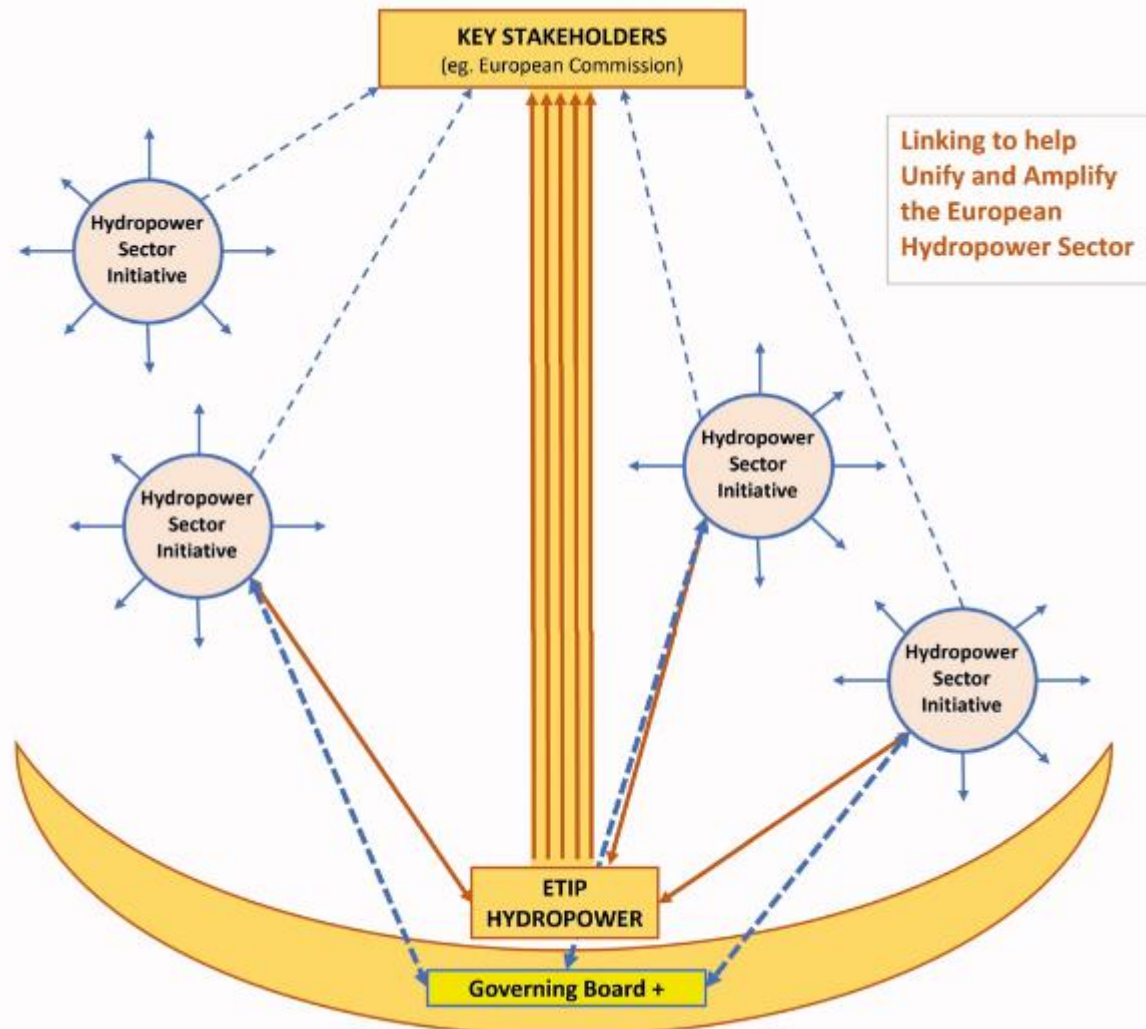 KEY STAKEHOLDERS
(eg. European Commission)
Linking to help
Unify and Amplify
the European
Hydropower Sector
Hydropower
Sector
Initiative
Hydropower
Sector
Initiative
Hydropower
Sector
Initiative
Hydropower
Sector
Initiative
ETIP
HYDROPOWER
Governing Board +